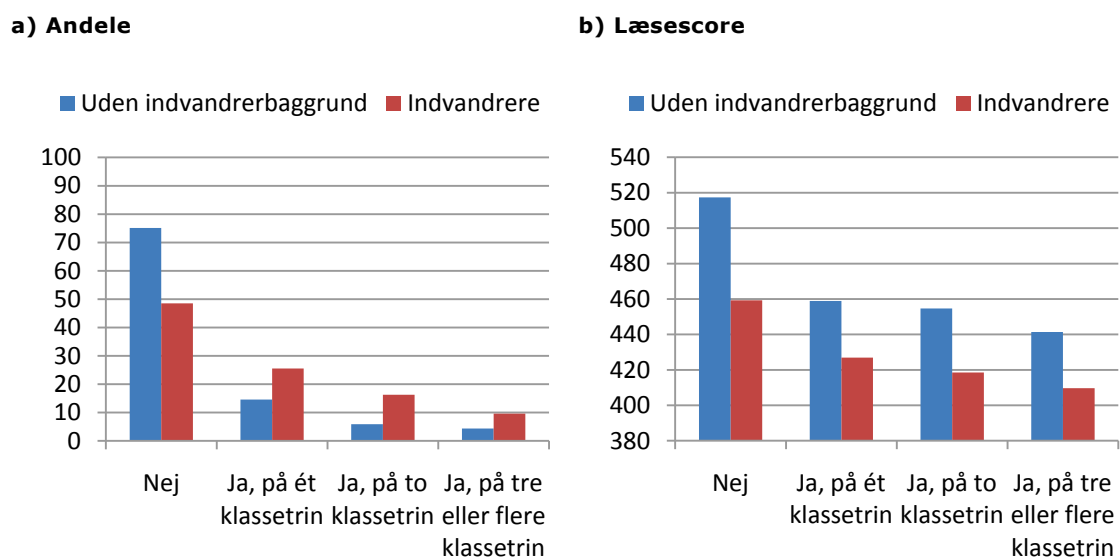 a) Andele
Uden indvandrerbaggrund Indvandrere
100
90
80
70
60
50
40
30
20
10
0
Nej
Ja, på ét
klassetrin
Ja, på to
klassetrin
Ja, på tre
eller flere
klassetrin
b) Læsescore
Uden indvandrerbaggrund Indvandrere
540
520
500
480
460
440
420
400
380
Nej
Ja, på ét
klassetrin
Ja, på to
klassetrin
Ja, på tre
eller flere
klassetrin